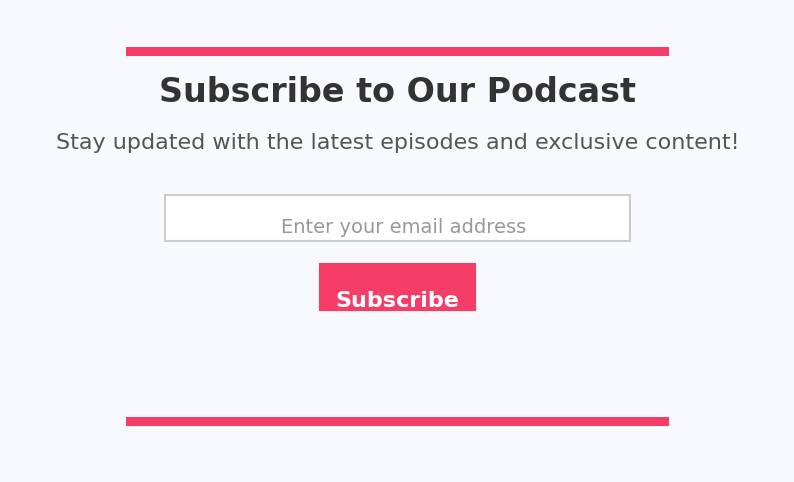 Subscribe to Our Podcast
Stay updated with the latest episodes and exclusive content!
Enter your email address
Subscribe